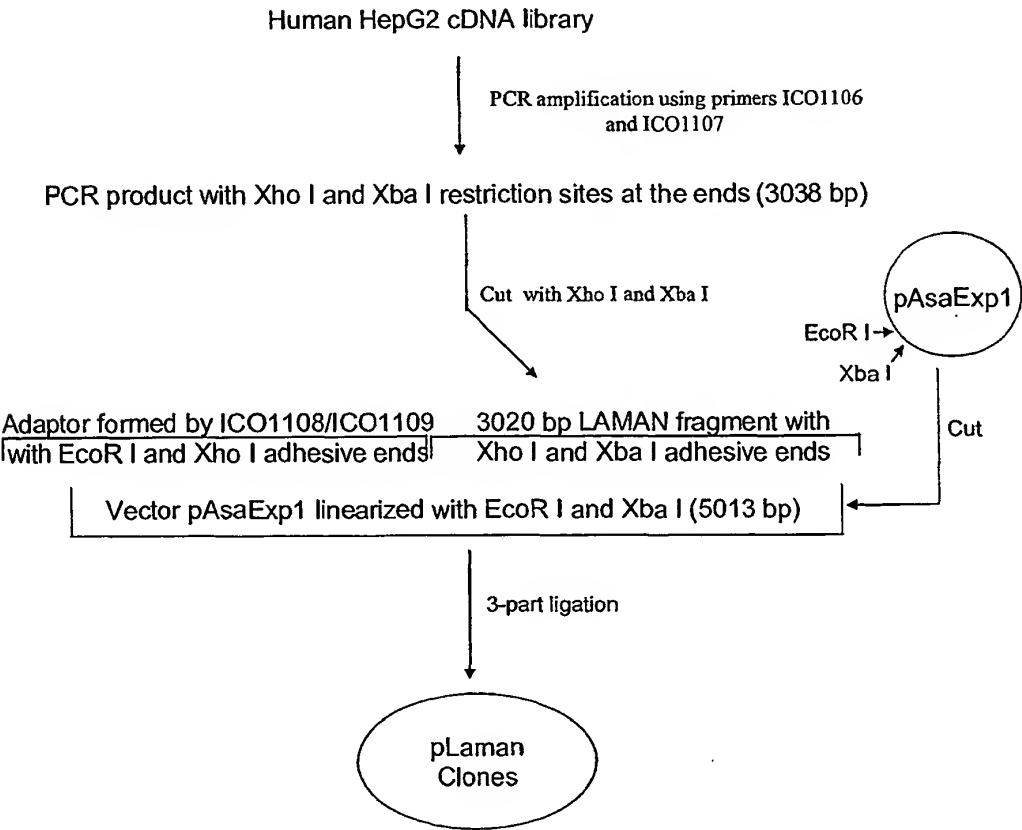 Human HepG2 cDNA library
PCR amplification using primers ICO1106
and ICO1107
PCR product with Xho I and Xba I restriction sites at the ends (3038 bp)
Cut with Xho I and Xba I
pAsaExp1
EcoR I
Xba I
Cut
Adaptor formed by ICO1108/ICO1109
with EcoR I and Xho I adhesive ends
3020 bp LAMAN fragment with
Xho I and Xba I adhesive ends
Vector pAsaExp1 linearized with EcoR I and Xba I (5013 bp)
3-part ligation
pLaman
Clones